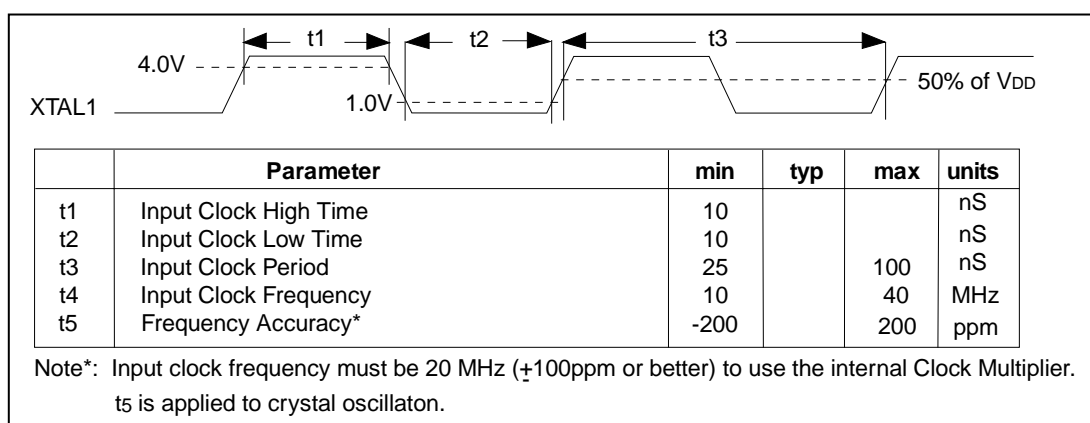 t1 t2 t3
4.0V
50% of VDD
1.0V
XTAL1
Parameter min typ max units
t1 Input Clock High Time 10 nS
t2 Input Clock Low Time 10 nS
t3 Input Clock Period 25 100 nS
t4 Input Clock Frequency 10 40 MHz
t5 Frequency Accuracy* -200 200 ppm
Note*: Input clock frequency must be 20 MHz (±100ppm or better) to use the internal Clock Multiplier.
t5 is applied to crystal oscillaton.